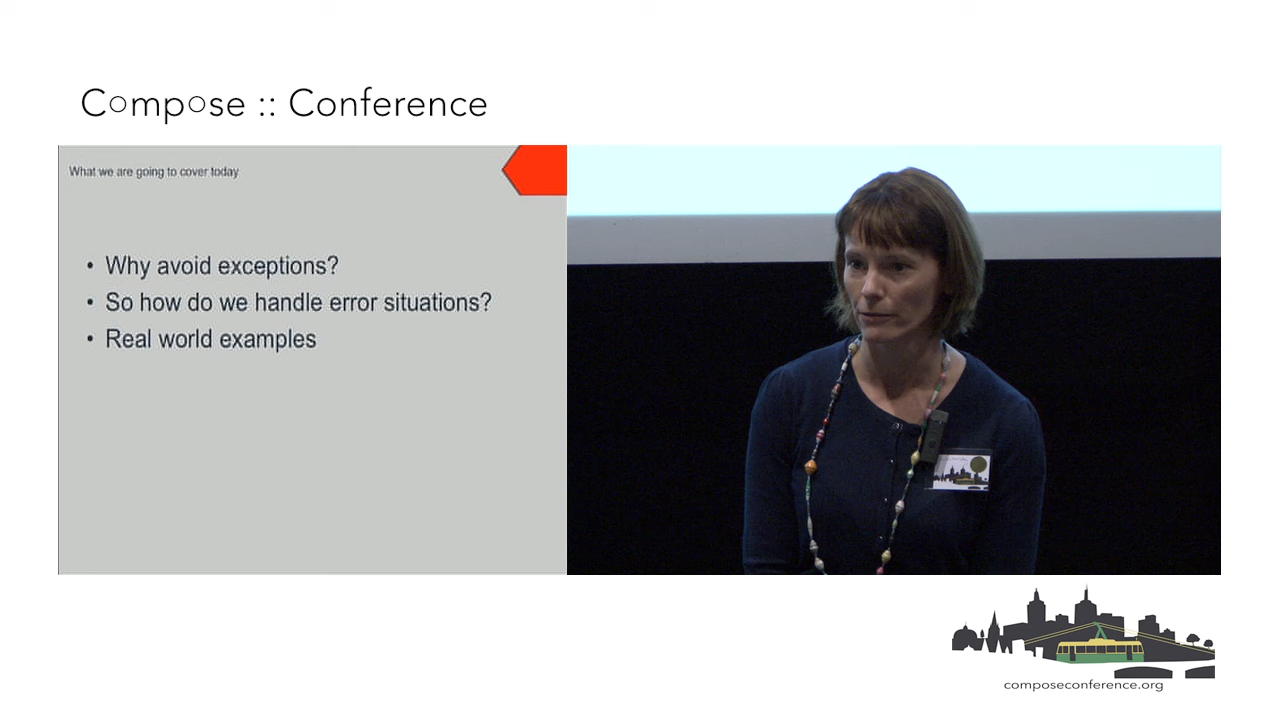 Compose :: Conference
What we are going to cover today
• Why avoid exceptions?
• So how do we handle error situations?
• Real world examples
composeconference.org